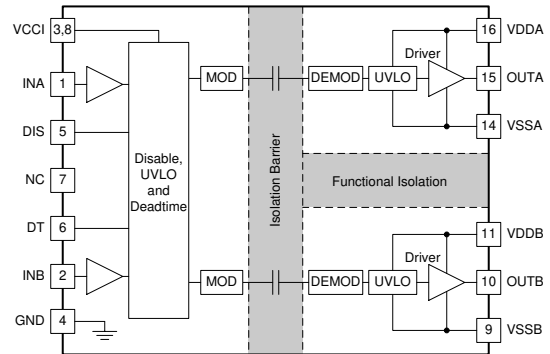 VCCI 3,8
INA 1
DIS 5
NC 7
DT 6
INB 2
GND 4
Disable,
UVLO
and
Deadtime
MOD
MOD
Isolation Barrier
DEMOD
UVLO
Driver
16 VDDA
15 OUTA
14 VSSA
Functional Isolation
DEMOD
UVLO
Driver
11 VDDB
10 OUTB
9 VSSB